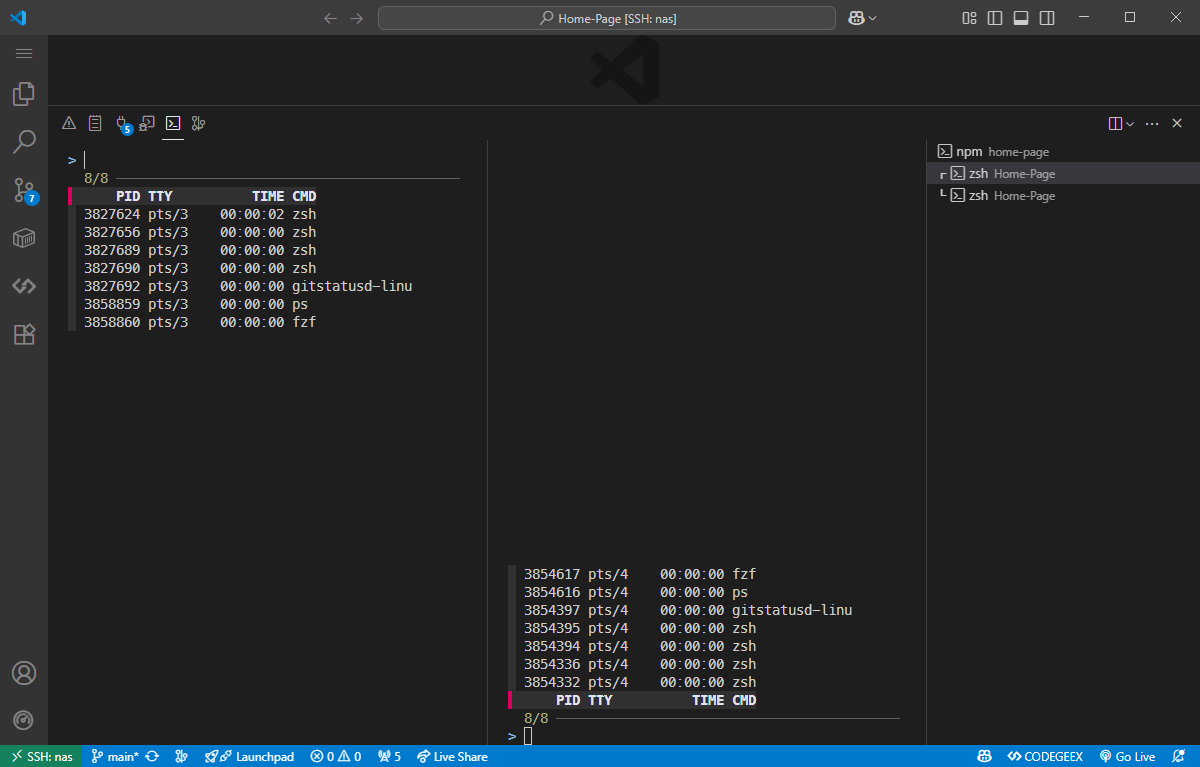 Home-Page [SSH: nas]
5
7
> 
8/8
PID TTY TIME CMD
3827624 pts/3 00:00:02 zsh
3827656 pts/3 00:00:00 zsh
3827689 pts/3 00:00:00 zsh
3827690 pts/3 00:00:00 zsh
3827692 pts/3 00:00:00 gitstatusd-linu
3858859 pts/3 00:00:00 ps
3858860 pts/3 00:00:00 fzf
3854617 pts/4 00:00:00 fzf
3854616 pts/4 00:00:00 ps
3854397 pts/4 00:00:00 gitstatusd-linu
3854395 pts/4 00:00:00 zsh
3854394 pts/4 00:00:00 zsh
3854336 pts/4 00:00:00 zsh
3854332 pts/4 00:00:00 zsh
PID TTY TIME CMD
8/8
>
npm home-page
zsh Home-Page
zsh Home-Page
SSH: nas main* Launchpad 0 0 5 Live Share CODEGEEX Go Live